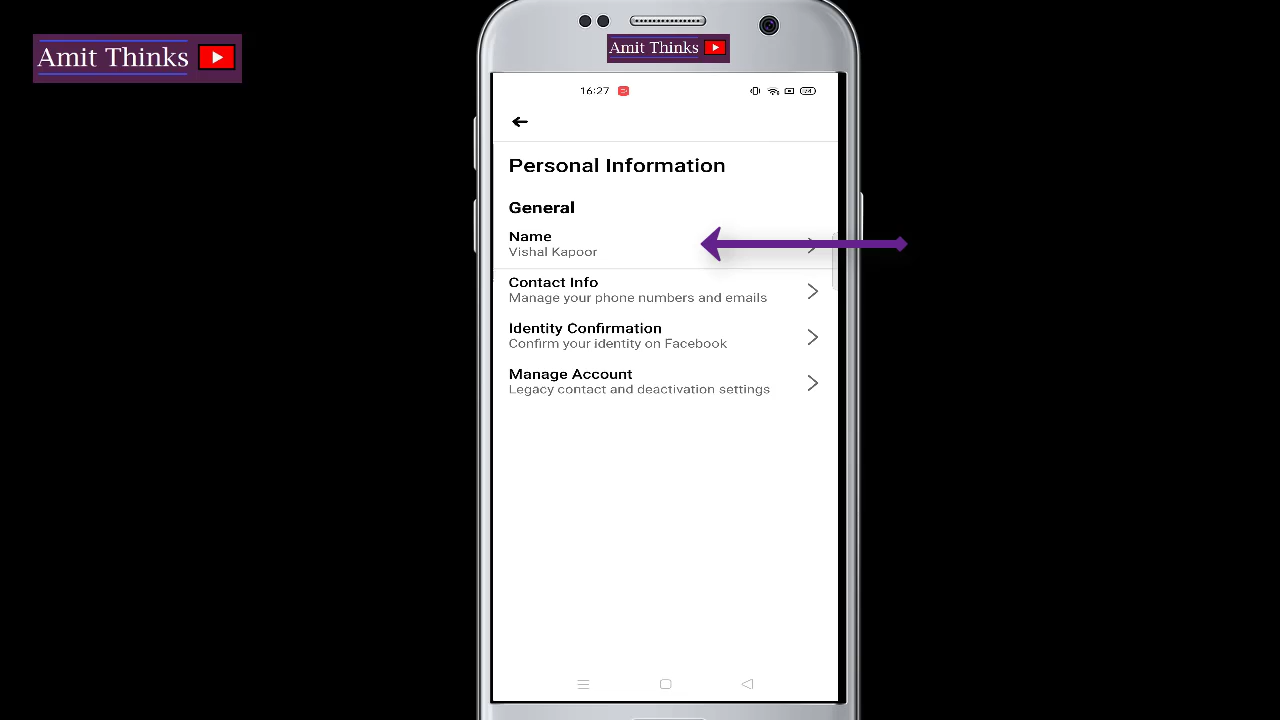 Amit Thinks
Amit Thinks
16:27
74
Personal Information
General
Name
Vishal Kapoor
Contact Info
Manage your phone numbers and emails
Identity Confirmation
Confirm your identity on Facebook
Manage Account
Legacy contact and deactivation settings